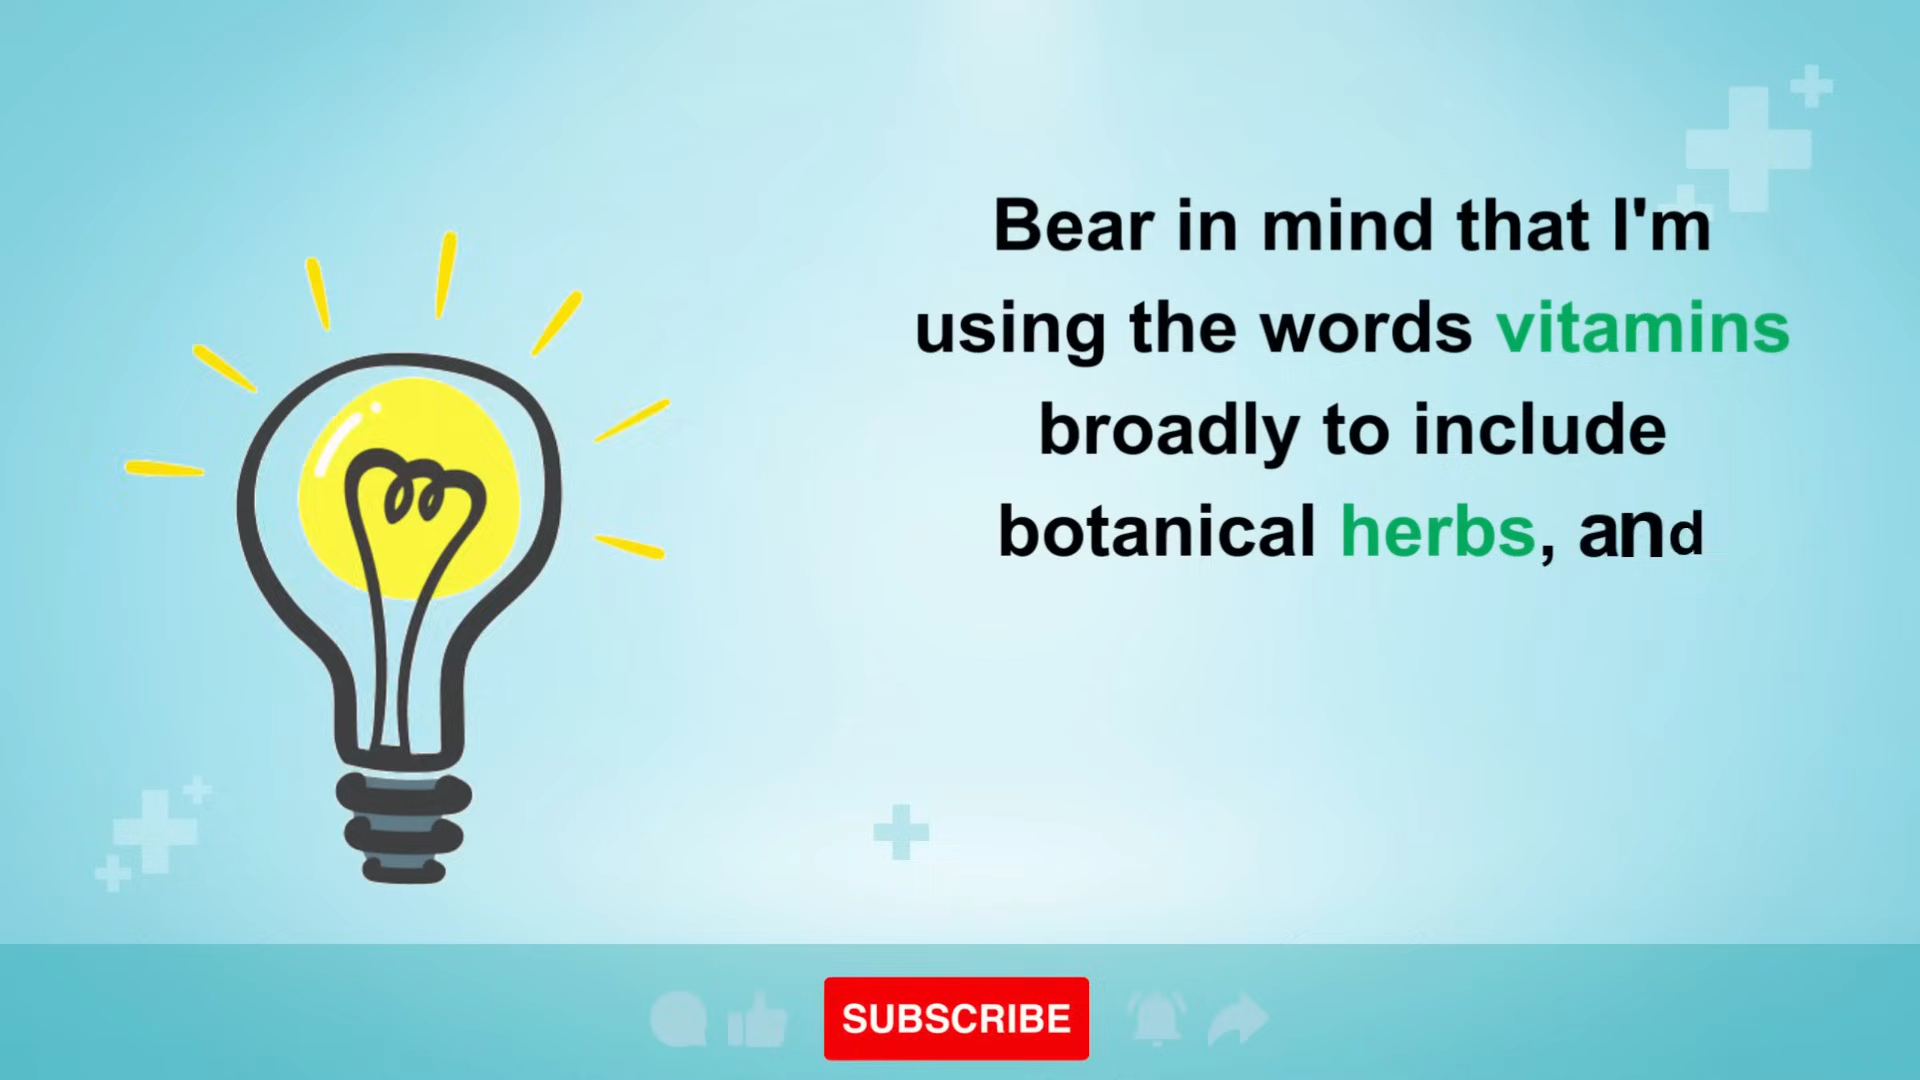 Bear in mind that I'm
using the words vitamins
broadly to include
botanical herbs, and
SUBSCRIBE